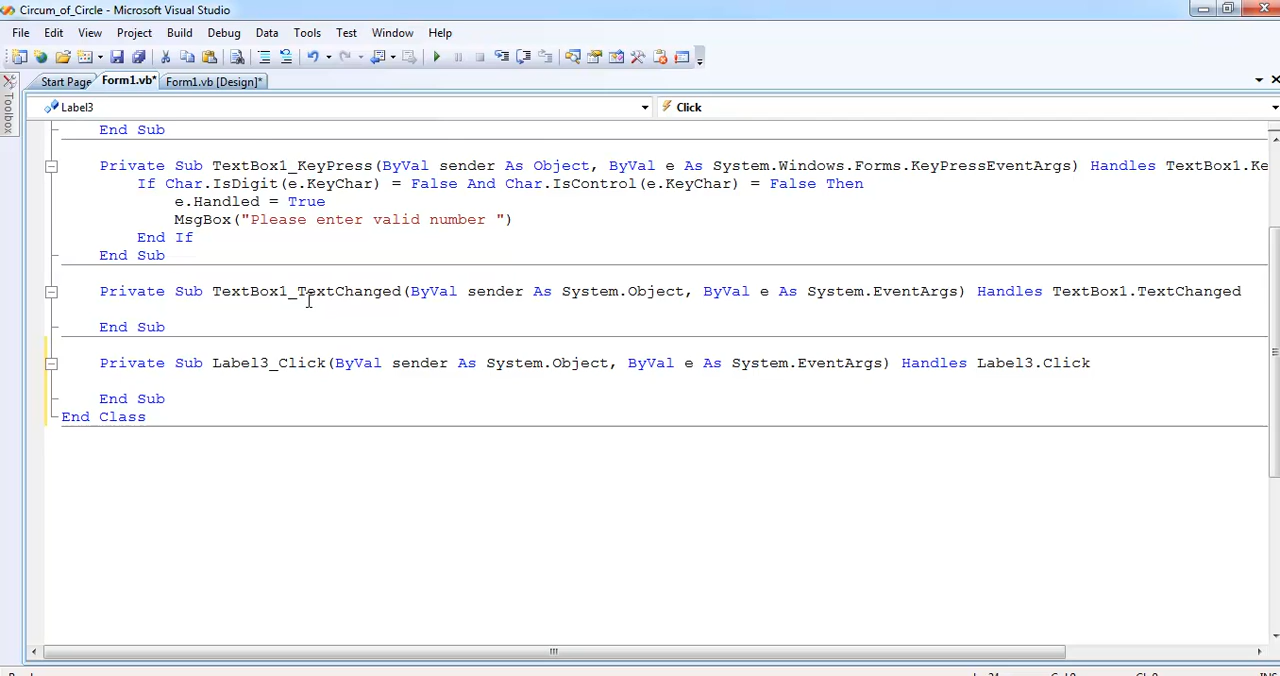 Circum_of_Circle - Microsoft Visual Studio
File Edit View Project Build Debug Data Tools Test Window Help
Start Page Form1.vb* Form1.vb [Design]*
Toolbox
Label3 Click
End Sub
Private Sub TextBox1_KeyPress(ByVal sender As Object, ByVal e As System.Windows.Forms.KeyPressEventArgs) Handles TextBox1.Ke
If Char.IsDigit(e.KeyChar) = False And Char.IsControl(e.KeyChar) = False Then
e.Handled = True
MsgBox("Please enter valid number ")
End If
End Sub
Private Sub TextBox1_TextChanged(ByVal sender As System.Object, ByVal e As System.EventArgs) Handles TextBox1.TextChanged
End Sub
Private Sub Label3_Click(ByVal sender As System.Object, ByVal e As System.EventArgs) Handles Label3.Click
End Sub
End Class